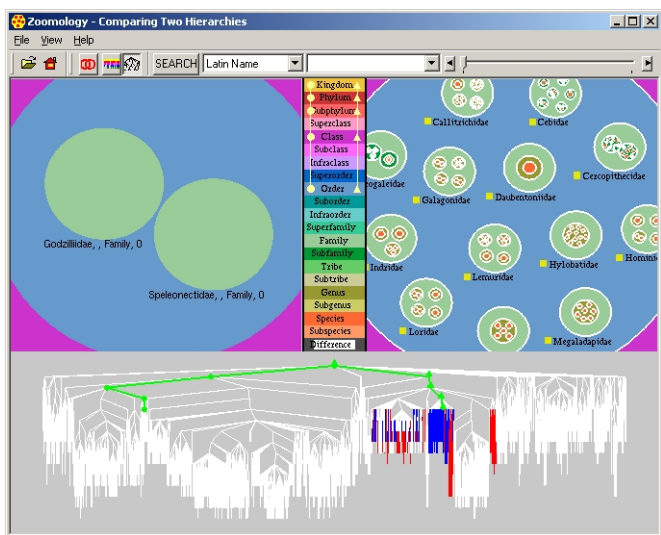 Zoomology - Comparing Two Hierarchies
File View Help
SEARCH Latin Name
Godzilliidae, , Family, 0
Speleonectidae, , Family, 0
Kingdom
Phylum
Subphylum
Superclass
Class
Subclass
Infraclass
Superorder
Order
Suborder
Infraorder
Superfamily
Family
Subfamily
Tribe
Subtribe
Genus
Subgenus
Species
Subspecies
Difference
Callitrichidae
Cebidae
ogaleidae
Galagonidae
Daubentoniidae
Cercopithecidae
Indridae
Lemuridae
Hylobatidae
Homini
Loridae
Megaladapidae